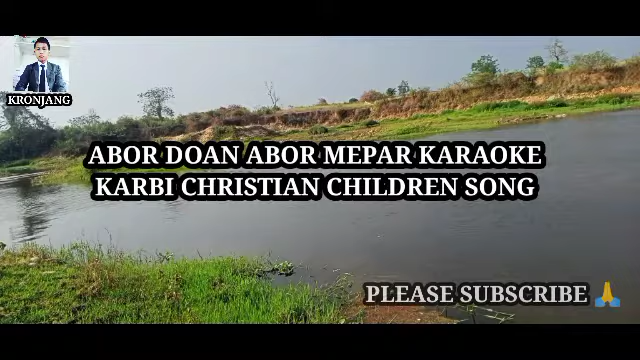 KRONJANG
ABOR DOAN ABOR MEPAR KARAOKE
KARBI CHRISTIAN CHILDREN SONG
PLEASE SUBSCRIBE 🙏